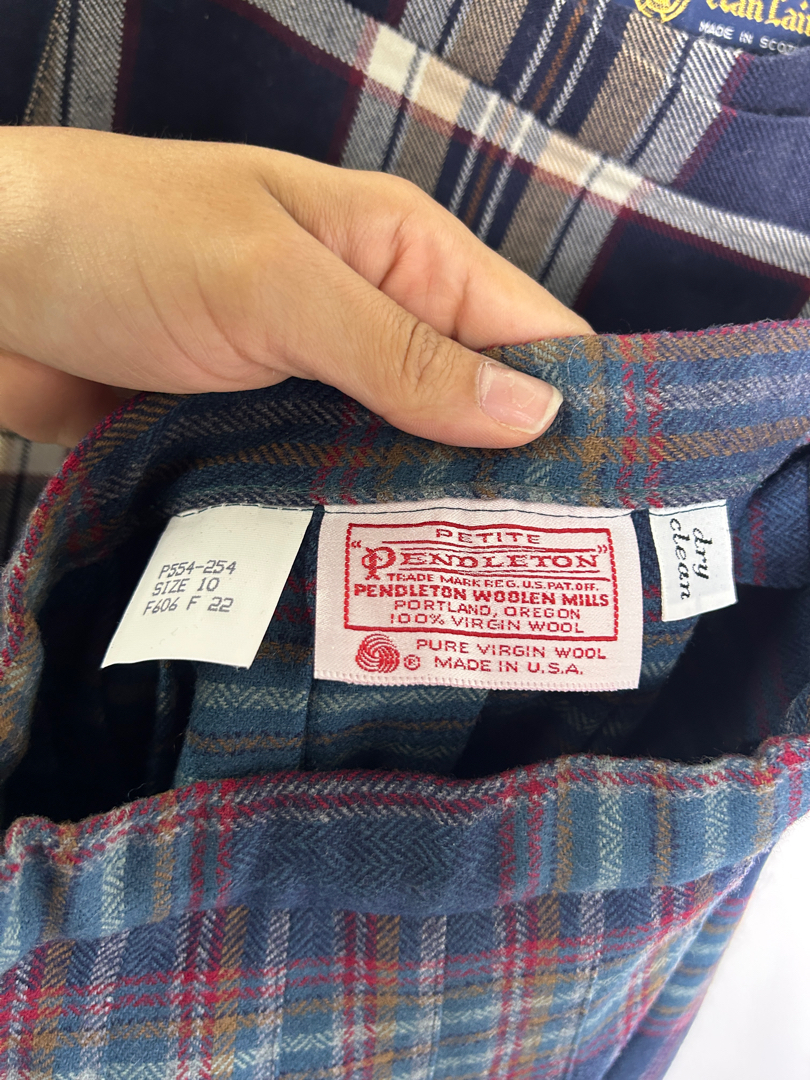 MADE IN
P554-254
SIZE 10
F606 F 22
PETITE
"PENDLETON"
TRADE MARK REG. U.S. PAT. OFF.
PENDLETON WOOLEN MILLS
PORTLAND, OREGON
100% VIRGIN WOOL
®
PURE VIRGIN WOOL
MADE IN U.S.A.
dry
clean